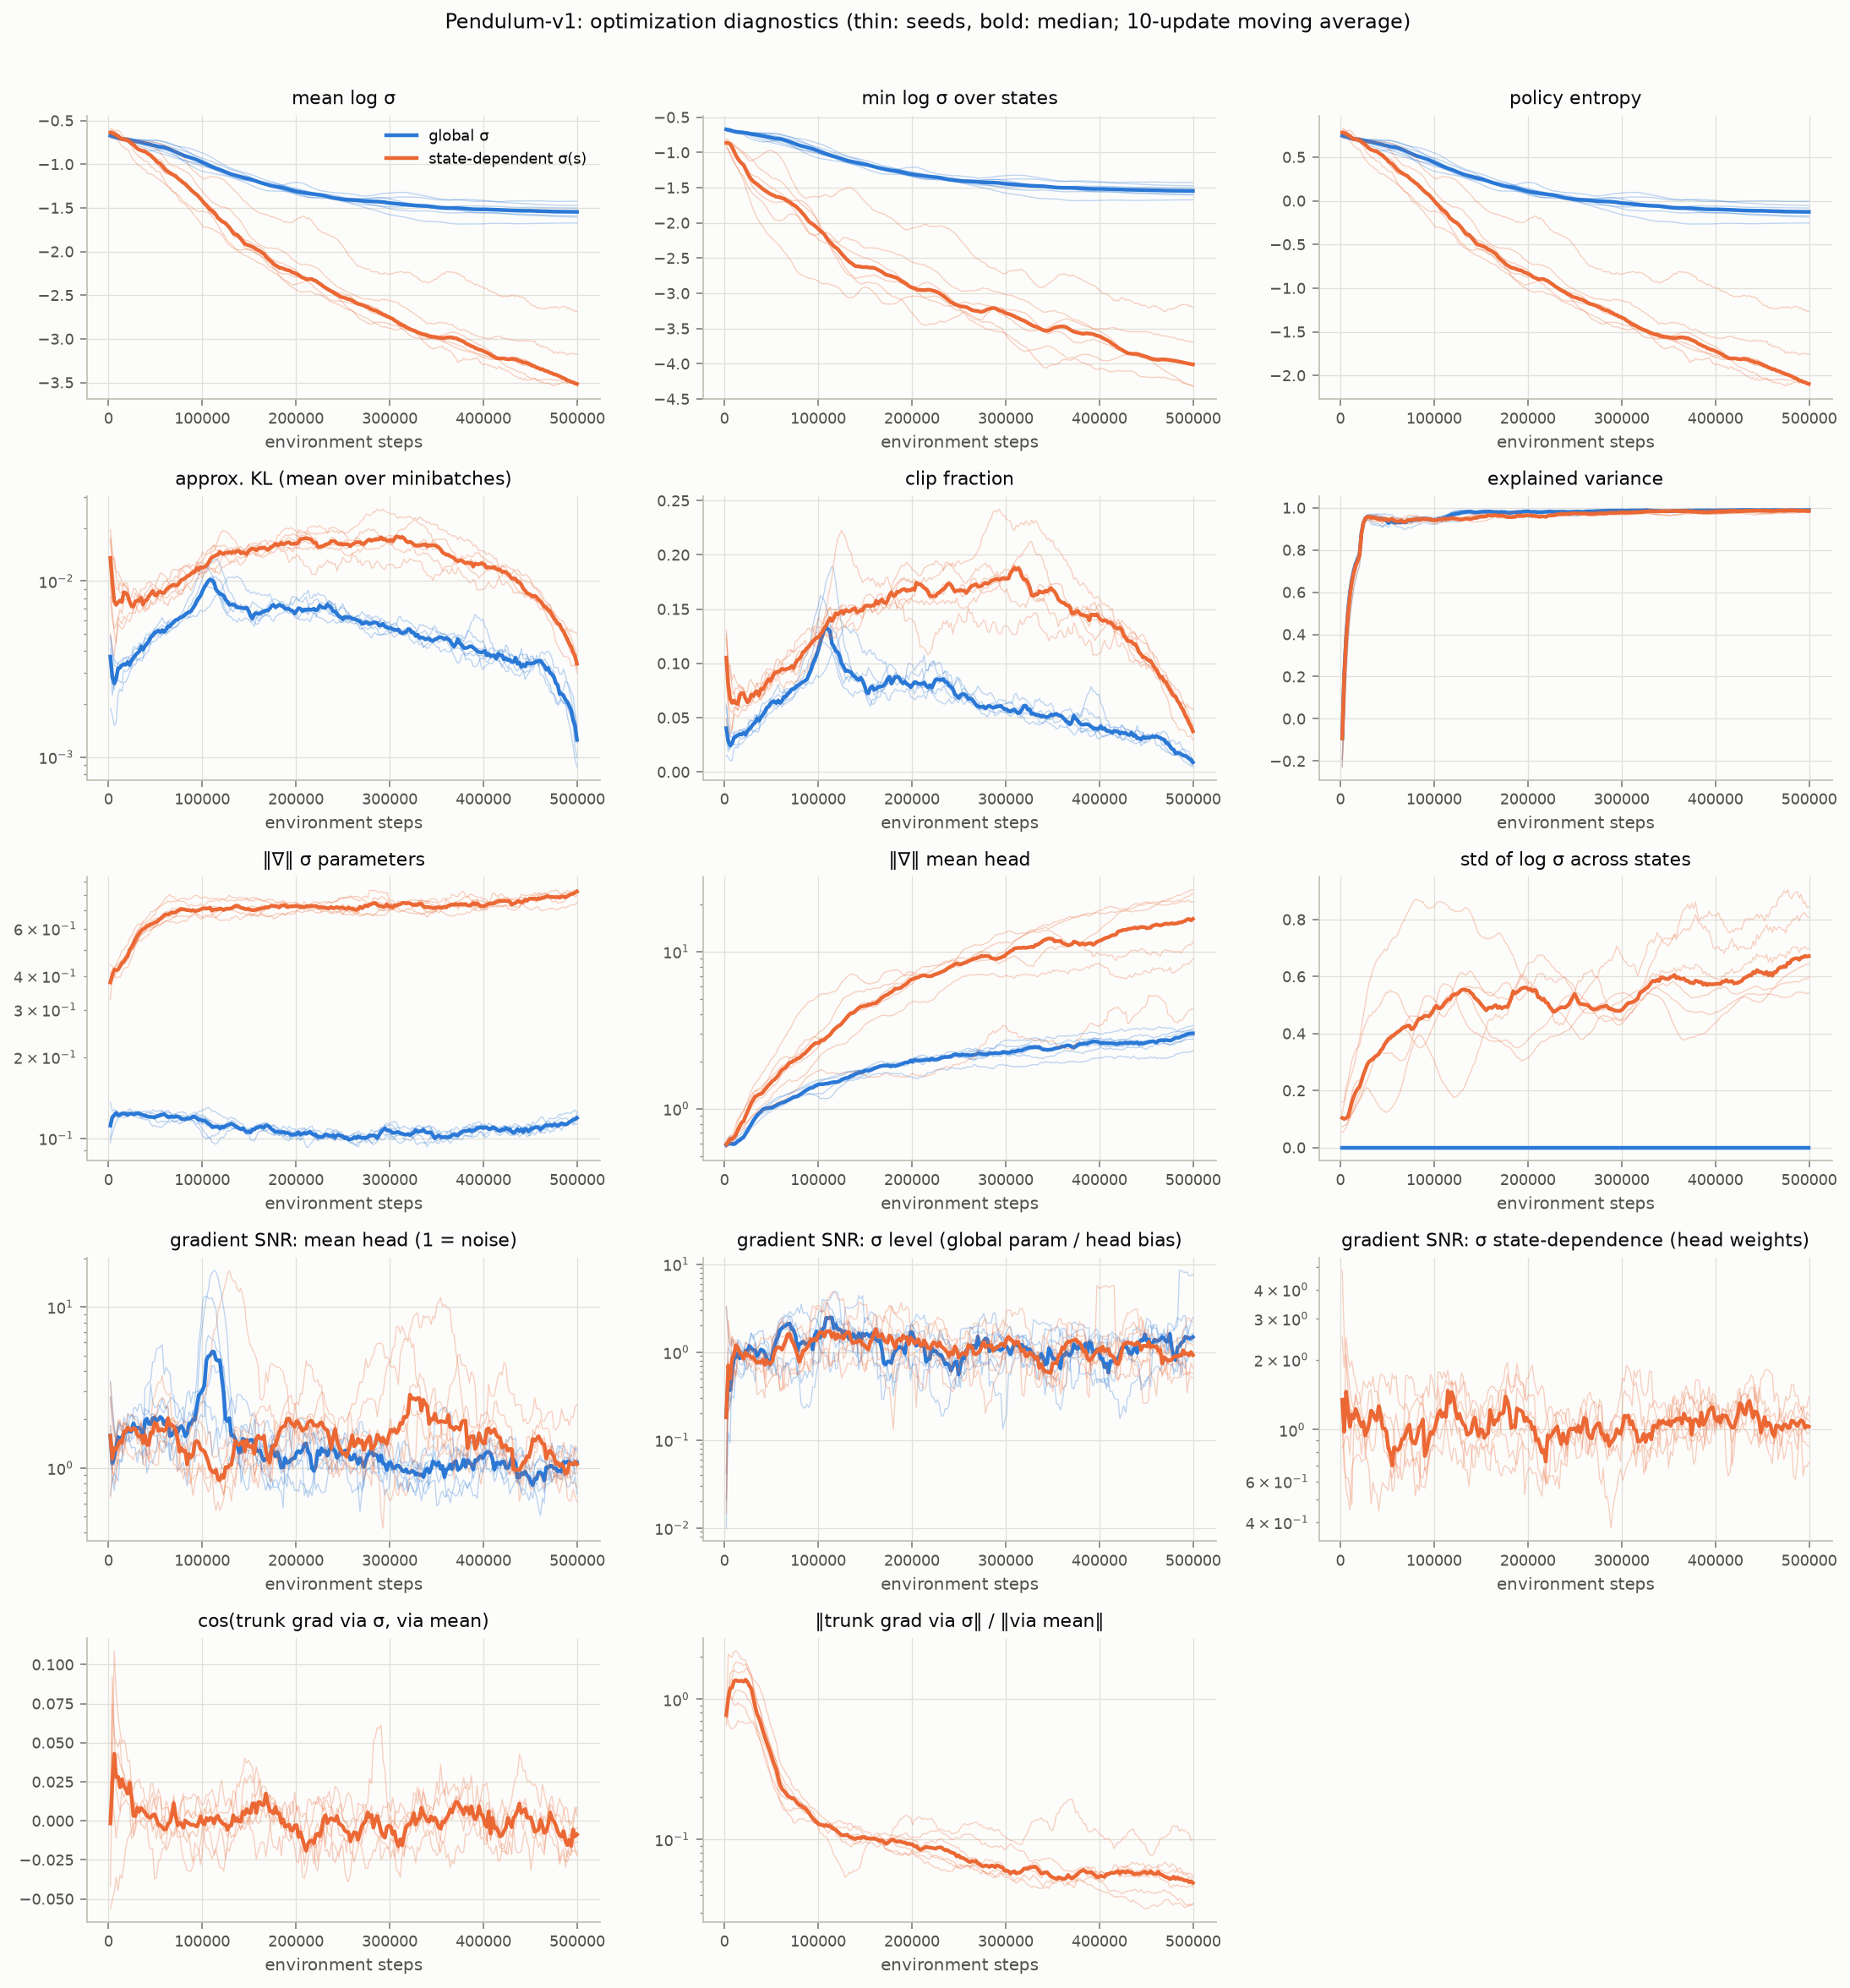 Pendulum-v1: optimization diagnostics (thin: seeds, bold: median; 10-update moving average)
mean log σ
−0.5
−1.0
−1.5
−2.0
−2.5
−3.0
−3.5
global σ
state-dependent σ(s)
0 100000 200000 300000 400000 500000
environment steps
min log σ over states
−0.5
−1.0
−1.5
−2.0
−2.5
−3.0
−3.5
−4.0
−4.5
0 100000 200000 300000 400000 500000
environment steps
policy entropy
0.5
0.0
−0.5
−1.0
−1.5
−2.0
0 100000 200000 300000 400000 500000
environment steps
approx. KL (mean over minibatches)
10⁻²
10⁻³
0 100000 200000 300000 400000 500000
environment steps
clip fraction
0.25
0.20
0.15
0.10
0.05
0.00
0 100000 200000 300000 400000 500000
environment steps
explained variance
1.0
0.8
0.6
0.4
0.2
0.0
−0.2
0 100000 200000 300000 400000 500000
environment steps
‖∇‖ σ parameters
6 × 10⁻¹
4 × 10⁻¹
3 × 10⁻¹
2 × 10⁻¹
10⁻¹
0 100000 200000 300000 400000 500000
environment steps
‖∇‖ mean head
10¹
10⁰
0 100000 200000 300000 400000 500000
environment steps
std of log σ across states
0.8
0.6
0.4
0.2
0.0
0 100000 200000 300000 400000 500000
environment steps
gradient SNR: mean head (1 = noise)
10¹
10⁰
0 100000 200000 300000 400000 500000
environment steps
gradient SNR: σ level (global param / head bias)
10¹
10⁰
10⁻¹
10⁻²
0 100000 200000 300000 400000 500000
environment steps
gradient SNR: σ state-dependence (head weights)
4 × 10⁰
3 × 10⁰
2 × 10⁰
10⁰
6 × 10⁻¹
4 × 10⁻¹
0 100000 200000 300000 400000 500000
environment steps
cos(trunk grad via σ, via mean)
0.100
0.075
0.050
0.025
0.000
−0.025
−0.050
0 100000 200000 300000 400000 500000
environment steps
‖trunk grad via σ‖ / ‖via mean‖
10⁰
10⁻¹
0 100000 200000 300000 400000 500000
environment steps